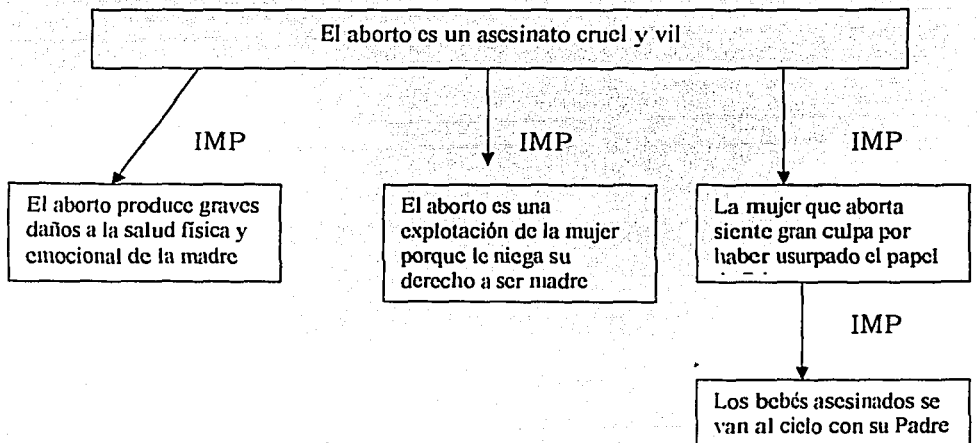 El aborto es un asesinato cruel y vil
IMP
IMP
IMP
El aborto produce graves
daños a la salud física y
emocional de la madre
El aborto es una
explotación de la mujer
porque le niega su
derecho a ser madre
La mujer que aborta
siente gran culpa por
haber usurpado el papel
IMP
Los bebés asesinados se
van al cielo con su Padre